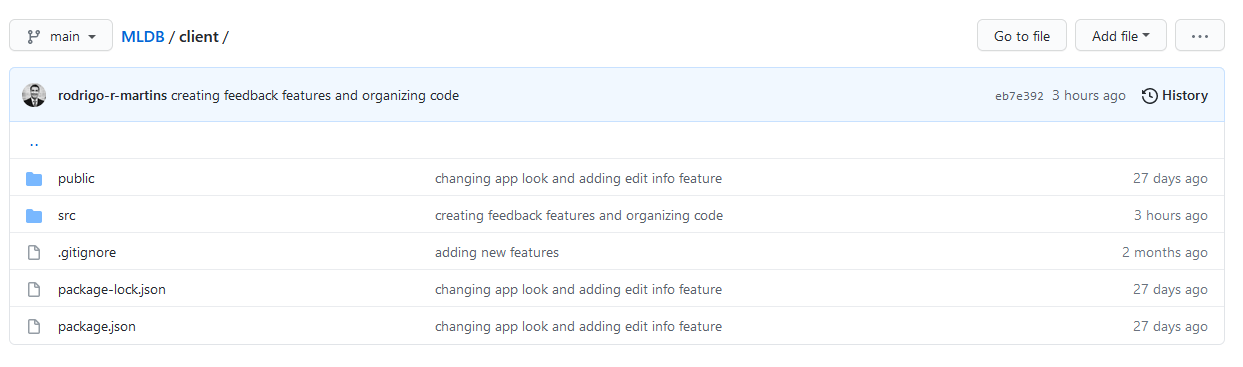 main MLDB / client / Go to file Add file ...
rodrigo-r-martins creating feedback features and organizing code eb7e392 3 hours ago History
..
public changing app look and adding edit info feature 27 days ago
src creating feedback features and organizing code 3 hours ago
.gitignore adding new features 2 months ago
package-lock.json changing app look and adding edit info feature 27 days ago
package.json changing app look and adding edit info feature 27 days ago